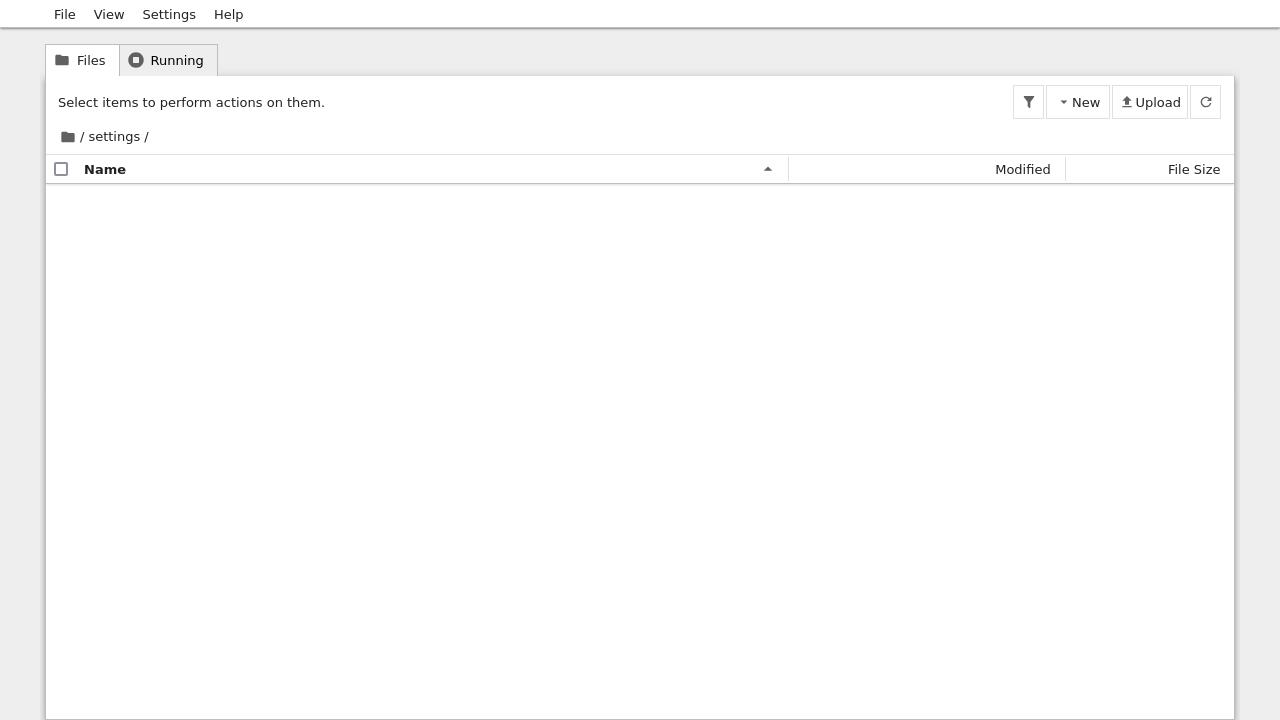 File View Settings Help
Files Running
Select items to perform actions on them.
New Upload
/ settings /
Name Modified File Size